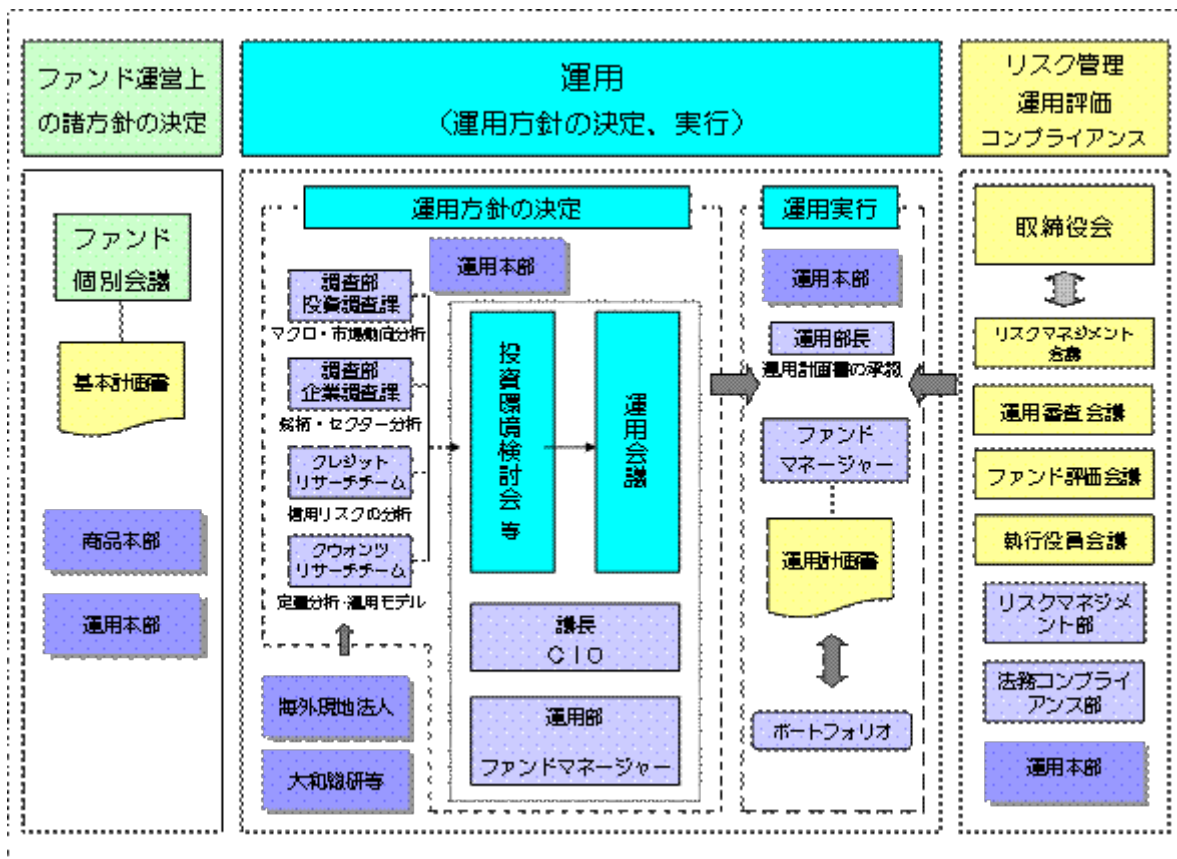 ファンド運営上
の諸方針の決定
運用
(運用方針の決定、実行)
リスク管理
運用評価
コンプライアンス
ファンド
個別会議
基本計画書
商品本部
運用本部
運用方針の決定
運用本部
調査部
投資調査課
マクロ・市場動向分析
調査部
企業調査課
銘柄・セクター分析
クレジット
リサーチチーム
信用リスクの分析
クウォンツ
リサーチチーム
定量分析・運用モデル
海外現地法人
大和総研等
投資環境検討会 等
運用会議
議長
CIO
運用部
ファンドマネージャー
運用実行
運用本部
運用部長
運用計画書の承認
ファンド
マネージャー
運用計画書
ポートフォリオ
取締役会
リスクマネジメント
会議
運用審査会議
ファンド評価会議
執行役員会議
リスクマネジメ
ント部
法務コンプライ
アンス部
運用本部